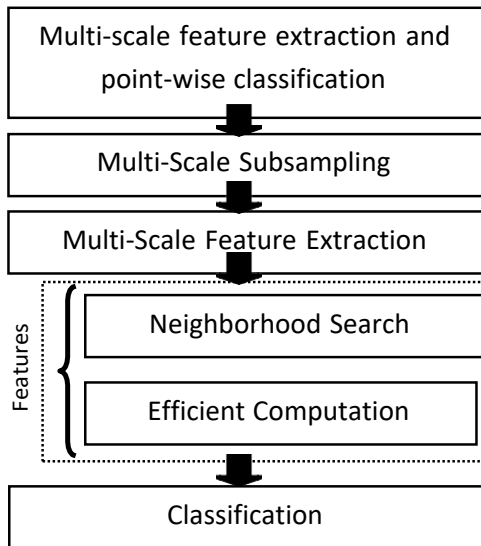 Multi-scale feature extraction and
point-wise classification
Multi-Scale Subsampling
Multi-Scale Feature Extraction
Features
Neighborhood Search
Efficient Computation
Classification